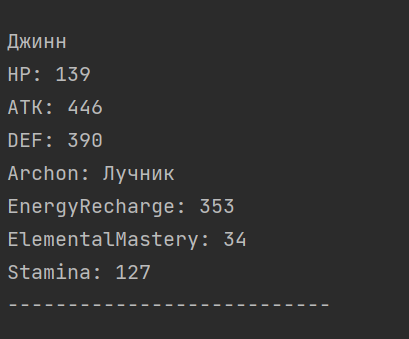 Джинн
HP: 139
ATK: 446
DEF: 390
Archon: Лучник
EnergyRecharge: 353
ElementalMastery: 34
Stamina: 127
---------------------------